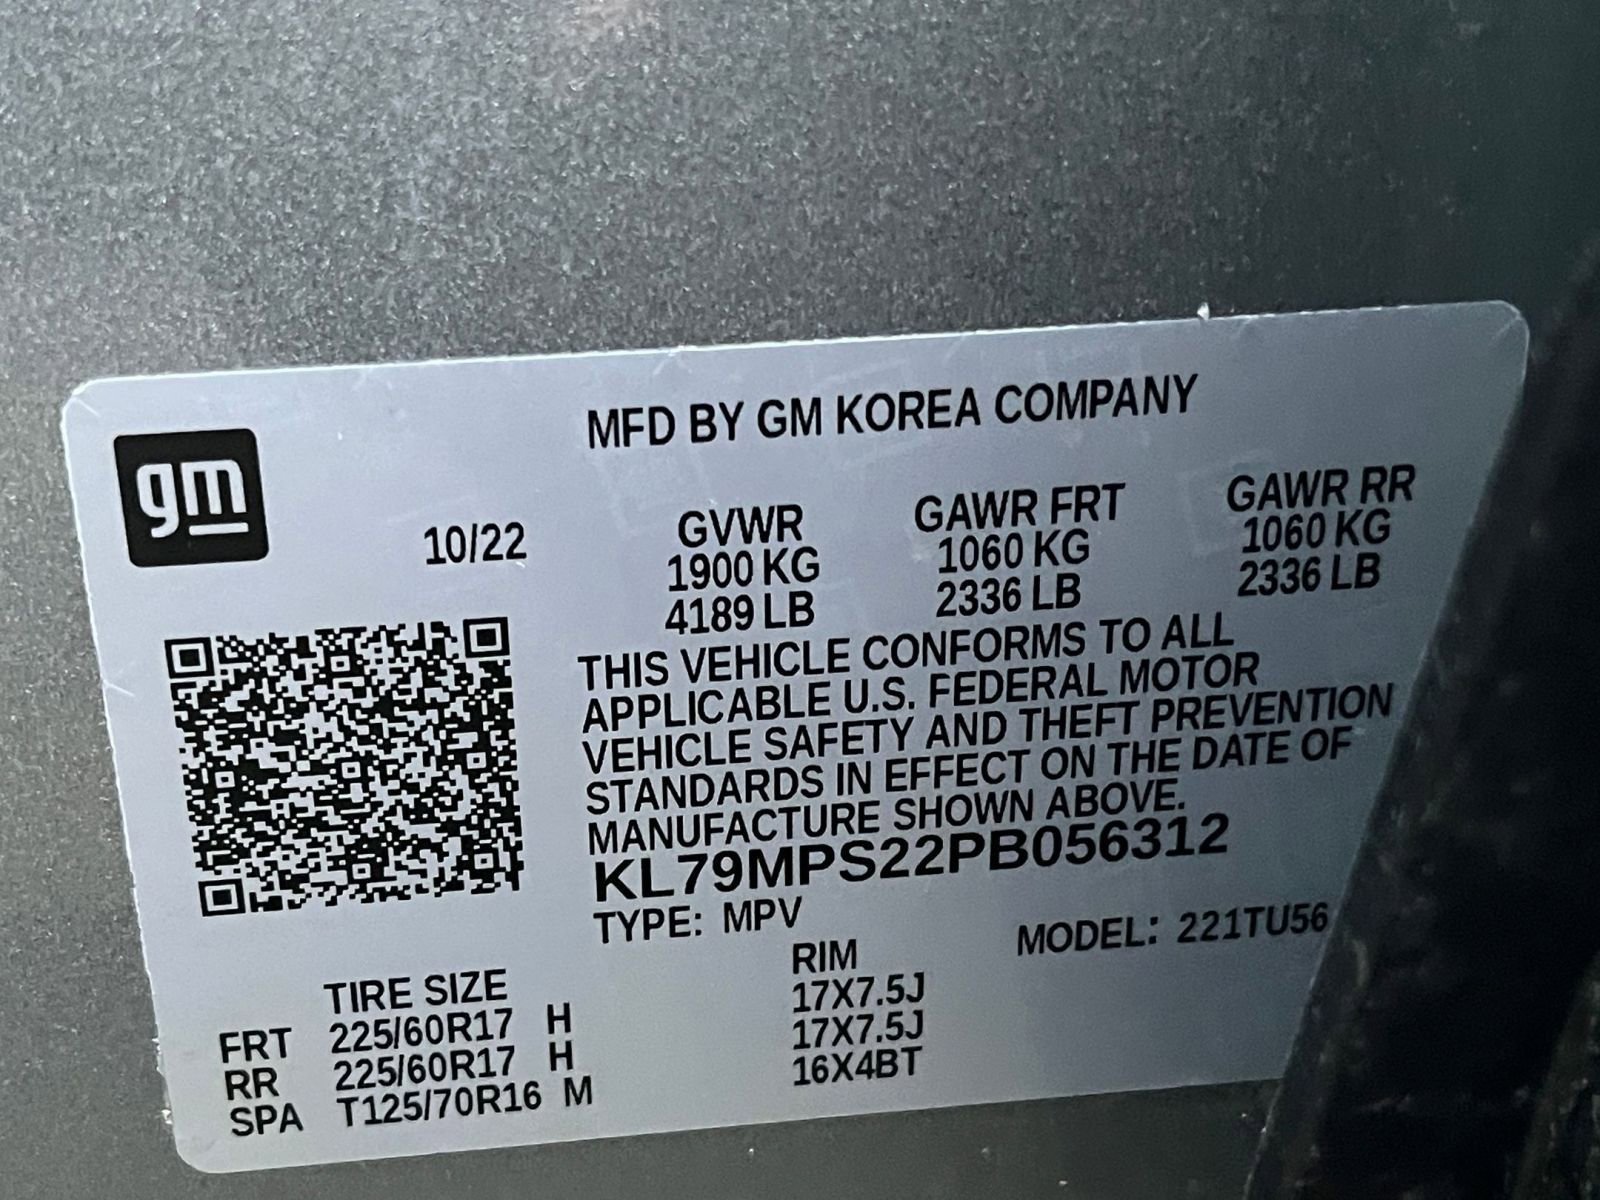 gm
MFD BY GM KOREA COMPANY
10/22
GVWR GAWR FRT GAWR RR
1900 KG 1060 KG 1060 KG
4189 LB 2336 LB 2336 LB
THIS VEHICLE CONFORMS TO ALL
APPLICABLE U.S. FEDERAL MOTOR
VEHICLE SAFETY AND THEFT PREVENTION
STANDARDS IN EFFECT ON THE DATE OF
MANUFACTURE SHOWN ABOVE.
KL79MPS22PB056312
TYPE: MPV MODEL: 221TU56
TIRE SIZE RIM
FRT 225/60R17 H 17X7.5J
RR 225/60R17 H 17X7.5J
SPA T125/70R16 M 16X4BT